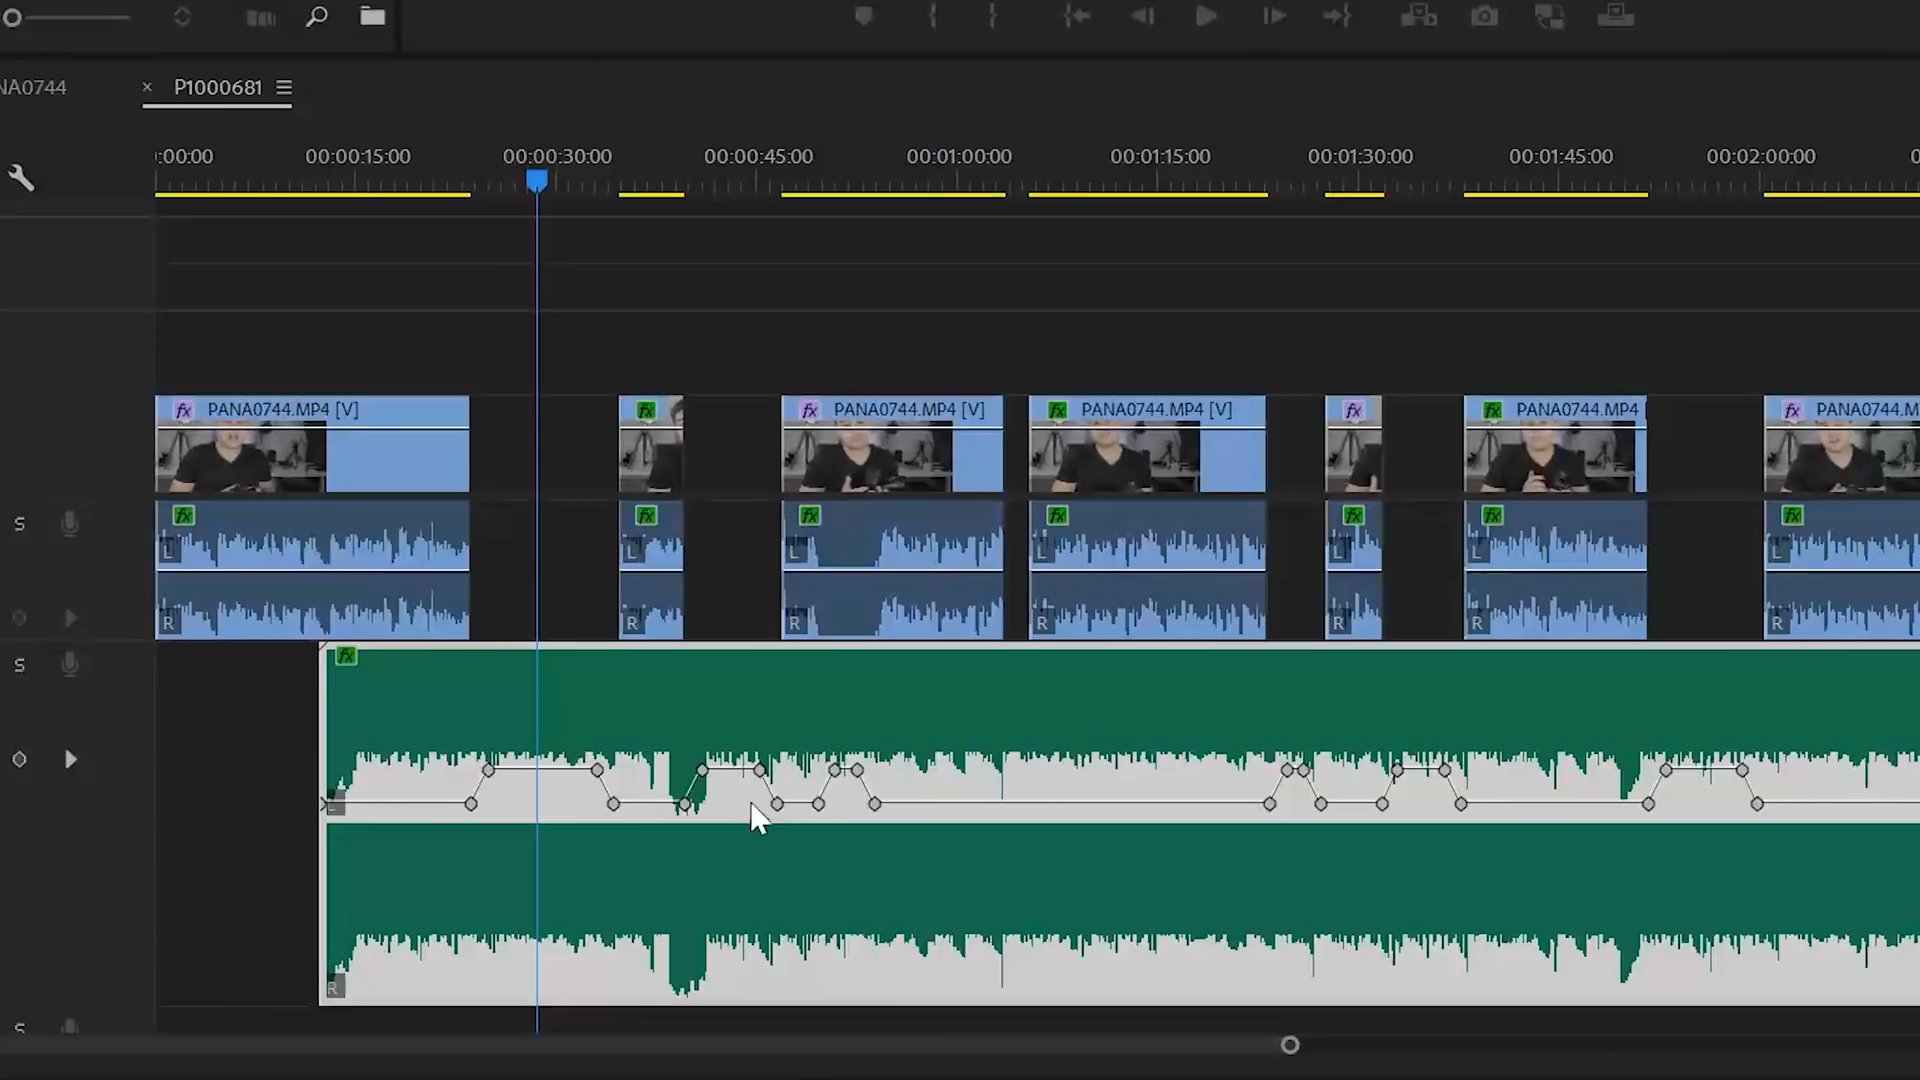 NA0744 × P1000681
:00:00 00:00:15:00 00:00:30:00 00:00:45:00 00:01:00:00 00:01:15:00 00:01:30:00 00:01:45:00 00:02:00:00 0
fx PANA0744.MP4 [V] fx fx PANA0744.MP4 [V] fx PANA0744.MP4 [V] fx fx PANA0744.MP4 [ fx PANA0744.M
S fx fx fx fx fx fx fx
L L L L L L L
R R R R R R R
S fx
L
R
S